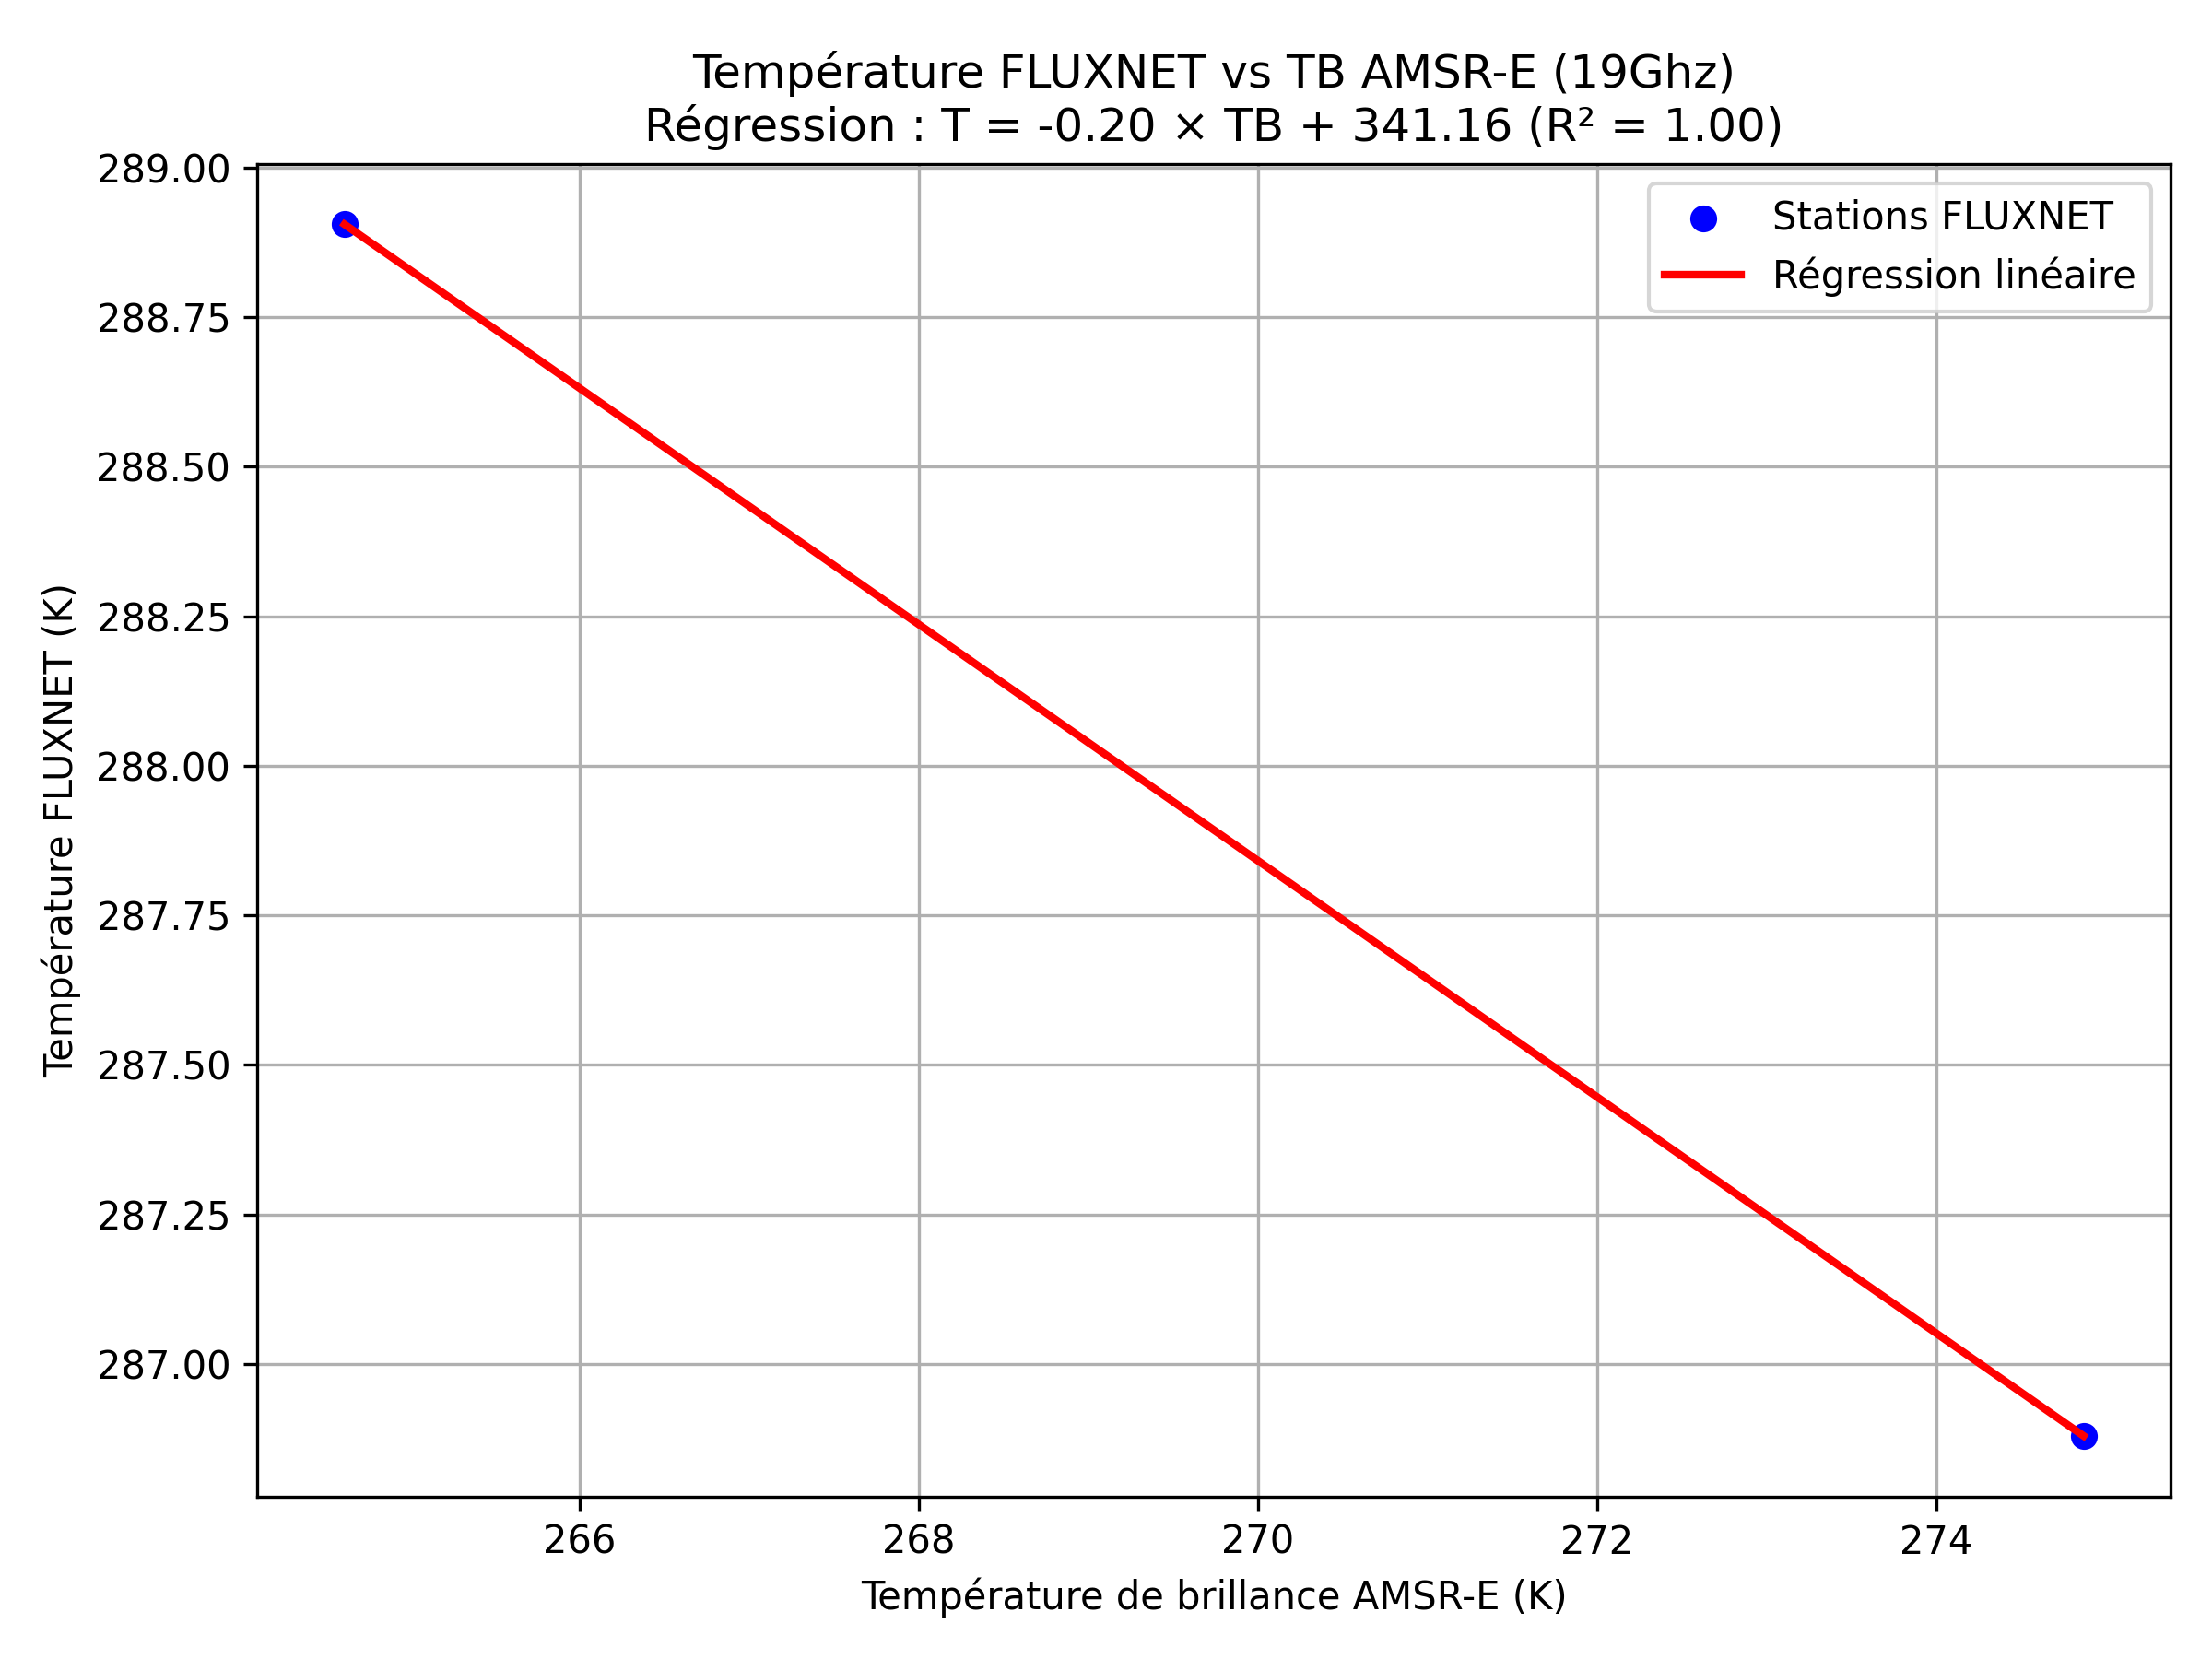 Température FLUXNET vs TB AMSR-E (19Ghz)
Régression : T = -0.20 × TB + 341.16 (R² = 1.00)
Stations FLUXNET
Régression linéaire
Température FLUXNET (K)
289.00
288.75
288.50
288.25
288.00
287.75
287.50
287.25
287.00
266 268 270 272 274
Température de brillance AMSR-E (K)